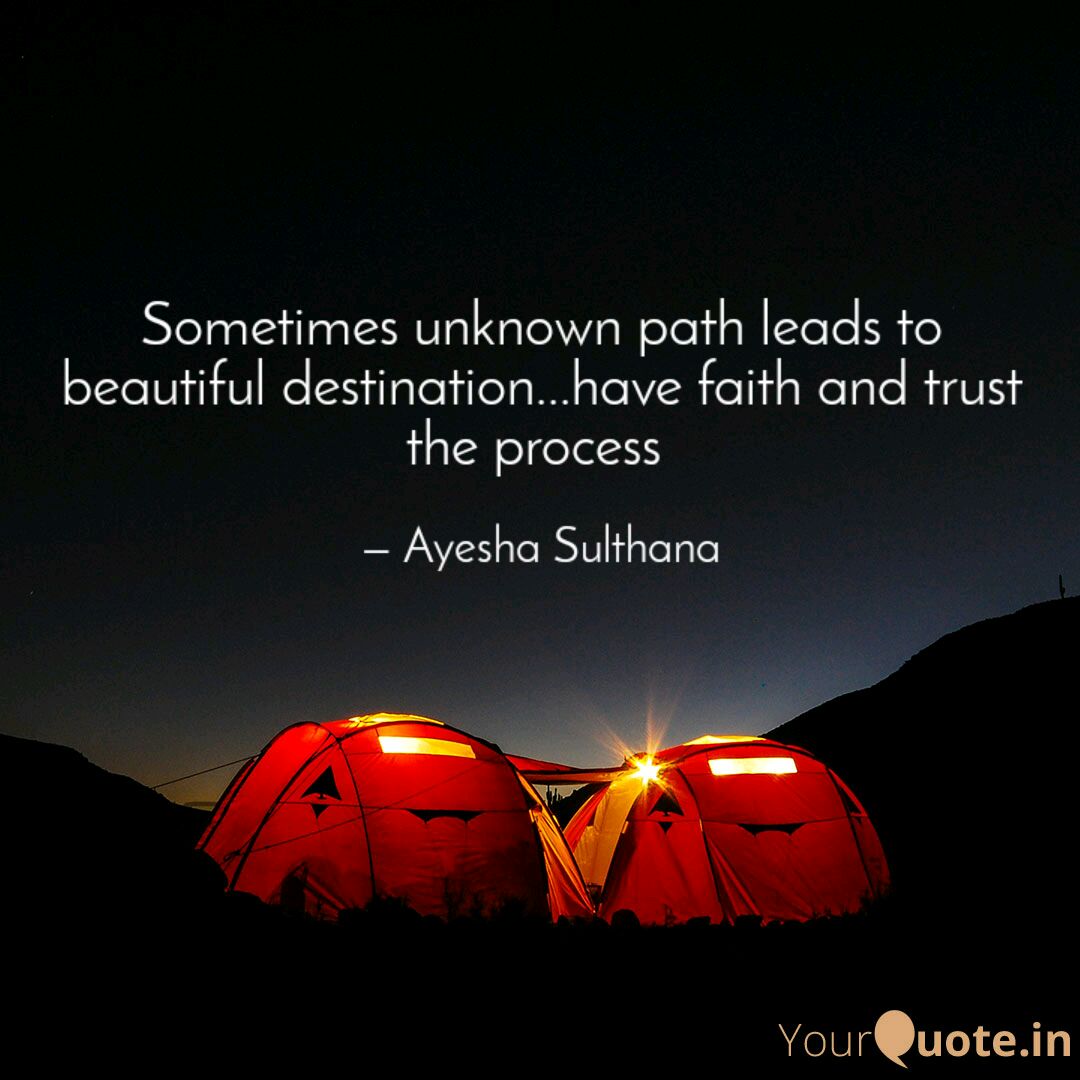 Sometimes unknown path leads to
beautiful destination...have faith and trust
the process
– Ayesha Sulthana
YourQuote.in